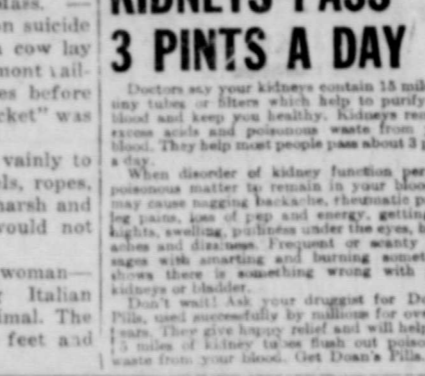 glass. —
on suicide
cow lay
mont
es before
cket" was
vainly to
ls, ropes,
marsh and
would not
woman—
Italian
imal. The
feet and
KIDNEYS PASS
3 PINTS A DAY
Doctors say your kidneys contain 15 mil
tiny tubes or filters which help to purify
blood and keep you healthy. Kidneys rem
excess acids and poisonous waste from
blood. They help most people pass about 3 p
a day.
When disorder of kidney function per
poisonous matter to remain in your bloo
may cause nagging backache, rheumatic p
leg pains, loss of pep and energy, getting
nights, swelling, puffiness under the eyes, h
aches and dizziness. Frequent or scanty
sages with smarting and burning somet
shows there is something wrong with
kidneys or bladder.
Don't wait! Ask your druggist for Do
Pills, used successfully by millions for ove
years. They give happy relief and will help
15 miles of kidney tubes flush out poiso
waste from your blood. Get Doan's Pills.